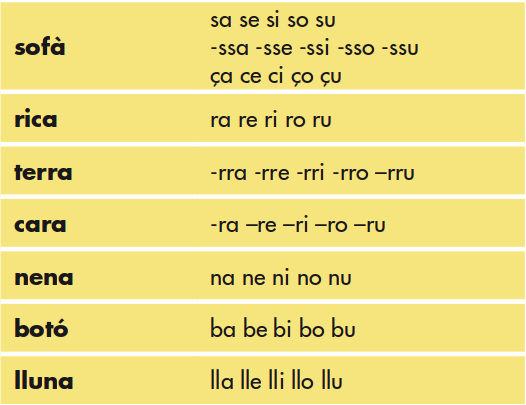 sa se si so su
sofà -ssa -sse -ssi -sso -ssu
ça ce ci ço çu
rica ra re ri ro ru
terra -rra -rre -rri -rro –rru
cara -ra –re –ri –ro –ru
nena na ne ni no nu
botó ba be bi bo bu
lluna lla lle lli llo llu